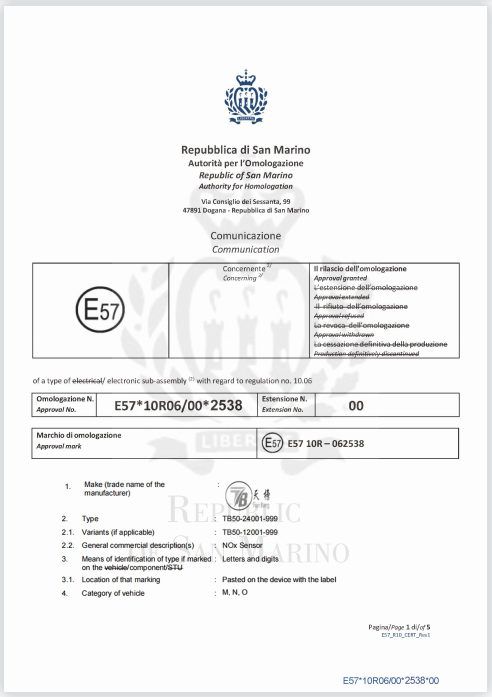 LIBERTAS
Repubblica di San Marino
Autorità per l'Omologazione
Republic of San Marino
Authority for Homologation
Via Consiglio dei Sessanta, 99
47891 Dogana - Repubblica di San Marino
Comunicazione
Communication
E57
Concernente 2/
Concerning 2/
Il rilascio dell'omologazione
Approval granted
L'estensione dell'omologazione
Approval extended
Il rifiuto dell'omologazione
Approval refused
La revoca dell'omologazione
Approval withdrawn
La cessazione definitiva della produzione
Production definitively discontinued
of a type of electrical/ electronic sub-assembly (2) with regard to regulation no. 10.06
Omologazione N.
Approval No.
E57*10R06/00*2538
Estensione N.
Extension No.
00
Marchio di omologazione
Approval mark
E57 E57 10R – 062538
LIBER
1. Make (trade name of the manufacturer) : TB 天

REPUBLIC
OF SAN MARINO
2. Type : TB50-24001-999
2.1. Variants (if applicable) : TB50-12001-999
2.2. General commercial description(s) : NOx Sensor
3. Means of identification of type if marked : Letters and digits
on the vehicle/component/STU
3.1. Location of that marking : Pasted on the device with the label
4. Category of vehicle : M, N, O
Pagina/Page 1 di/of 5
E57_R10_CERT_Rev1
E57*10R06/00*2538*00